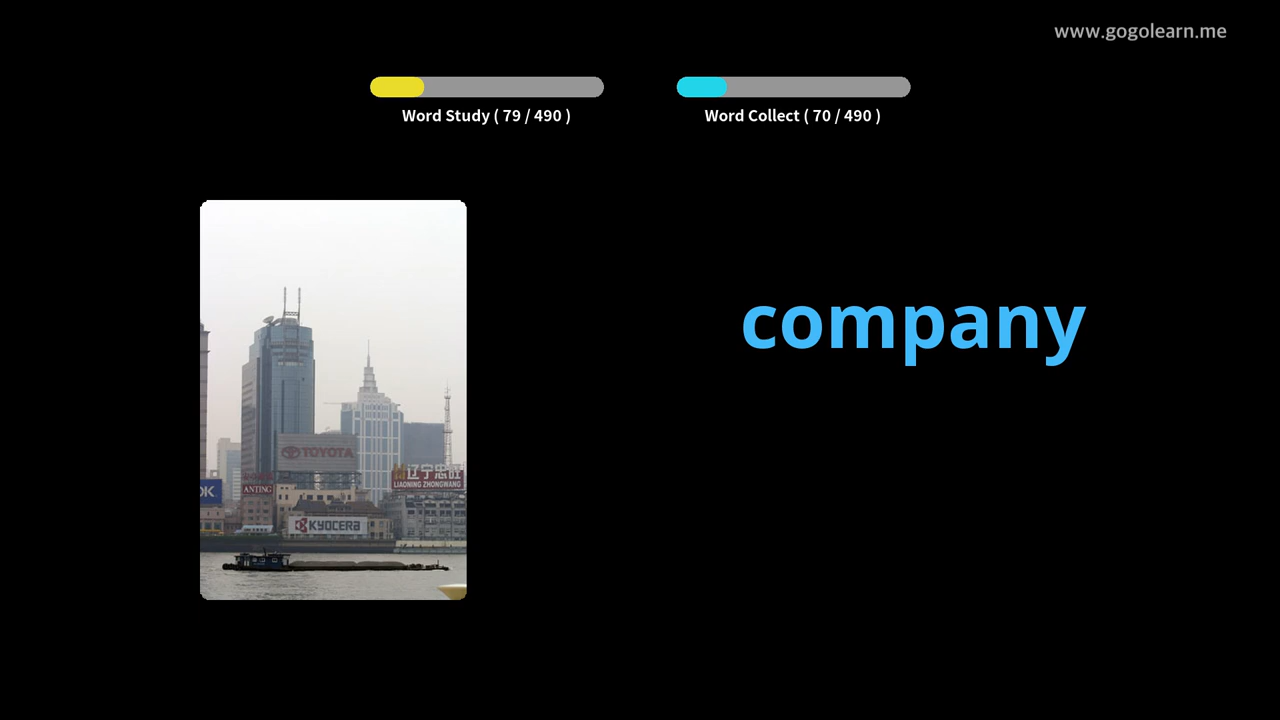 www.gogolearn.me
Word Study ( 79 / 490 )
Word Collect ( 70 / 490 )
company
TOYOTA
辽宁忠旺
LIAONING ZHONGWANG
OK
ANTING
KYOCERA